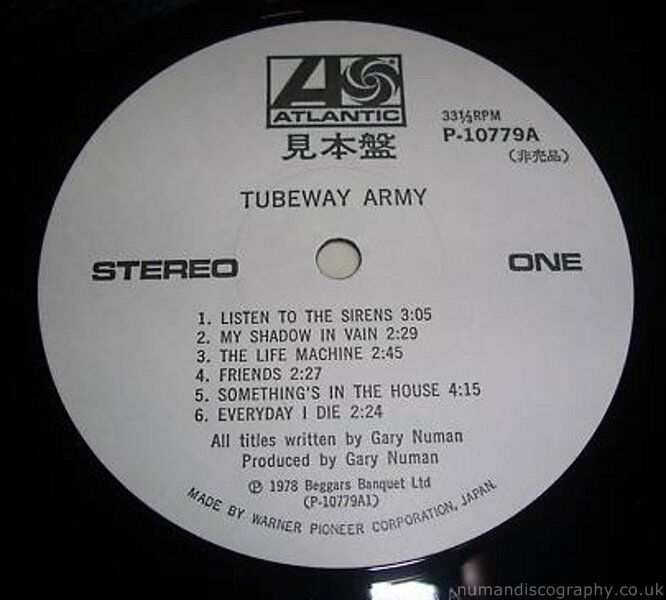 ATLANTIC
見本盤
33⅓RPM
P-10779A
(非売品)
TUBEWAY ARMY
STEREO
ONE
1. LISTEN TO THE SIRENS 3:05
2. MY SHADOW IN VAIN 2:29
3. THE LIFE MACHINE 2:45
4. FRIENDS 2:27
5. SOMETHING'S IN THE HOUSE 4:15
6. EVERYDAY I DIE 2:24
All titles written by Gary Numan
Produced by Gary Numan
℗ 1978 Beggars Banquet Ltd
(P-10779A1)
MADE BY WARNER PIONEER CORPORATION, JAPAN.
numandiscography.co.uk